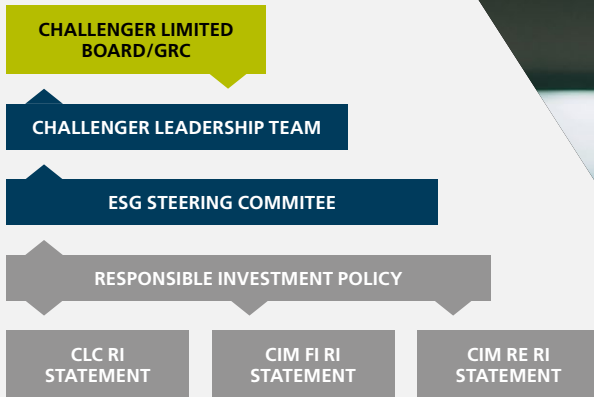 CHALLENGER LIMITED
BOARD/GRC
CHALLENGER LEADERSHIP TEAM
ESG STEERING COMMITEE
RESPONSIBLE INVESTMENT POLICY
CLC RI
STATEMENT
CIM FI RI
STATEMENT
CIM RE RI
STATEMENT